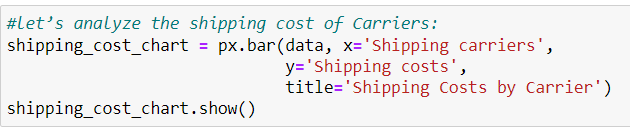 #let’s analyze the shipping cost of Carriers:
shipping_cost_chart = px.bar(data, x='Shipping carriers',
                             y='Shipping costs',
                             title='Shipping Costs by Carrier')
shipping_cost_chart.show()